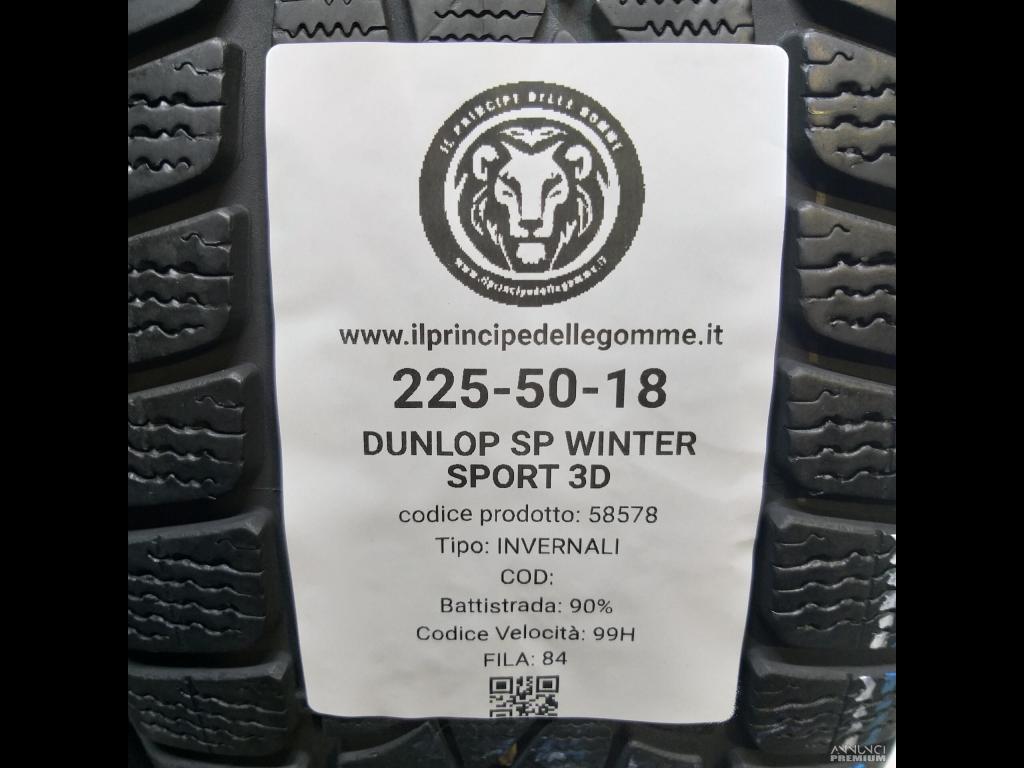 IL PRINCIPE DELLE GOMME
www.ilprincipedellegomme.it
www.ilprincipedellegomme.it
225-50-18
DUNLOP SP WINTER
SPORT 3D
codice prodotto: 58578
Tipo: INVERNALI
COD:
Battistrada: 90%
Codice Velocità: 99H
FILA: 84
ANNUNCI
PREMIUM